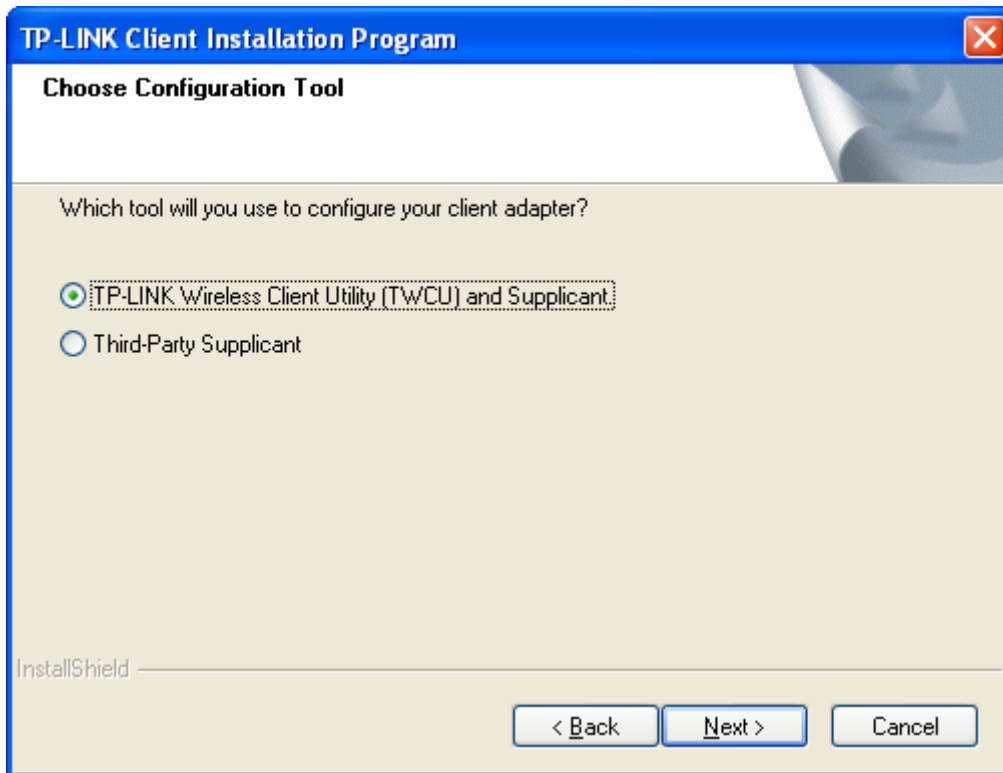 TP-LINK Client Installation Program
Choose Configuration Tool
Which tool will you use to configure your client adapter?
TP-LINK Wireless Client Utility (TWCU) and Supplicant.
Third-Party Supplicant
InstallShield
< Back Next > Cancel